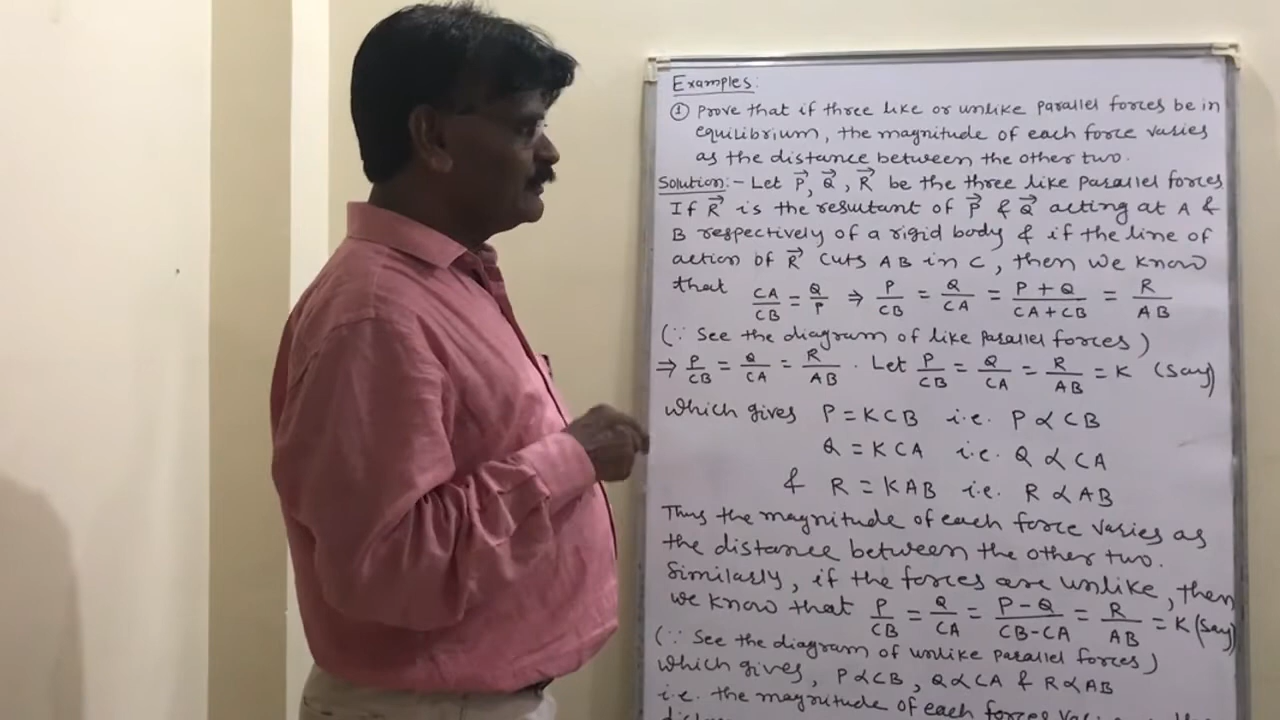 Examples:
① Prove that if three like or unlike parallel forces be in
equilibrium, the magnitude of each force varies
as the distance between the other two.
Solution:- Let P⃗, Q⃗, R⃗ be the three like parallel forces
If R⃗ is the resultant of P⃗ & Q⃗ acting at A &
B respectively of a rigid body & if the line of
action of R⃗ cuts AB in C, then we know
that CA/CB = Q/P ⇒ P/CB = Q/CA = P+Q/CA+CB = R/AB
(∵ See the diagram of like parallel forces)
⇒ P/CB = Q/CA = R/AB . Let P/CB = Q/CA = R/AB = K (say)
which gives P = KCB i.e. P ∝ CB
Q = KCA i.e. Q ∝ CA
& R = KAB i.e. R ∝ AB
Thus the magnitude of each force varies as
the distance between the other two.
Similarly, if the forces are unlike, then
we know that P/CB = Q/CA = P-Q/CB-CA = R/AB = K (say)
(∵ See the diagram of unlike parallel forces)
which gives, P∝CB, Q∝CA & R∝AB
i.e. the magnitude of each forces